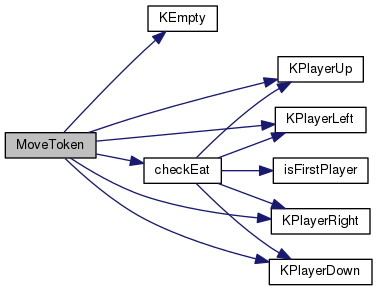 KEmpty
KPlayerUp
KPlayerLeft
MoveToken
checkEat
isFirstPlayer
KPlayerRight
KPlayerDown